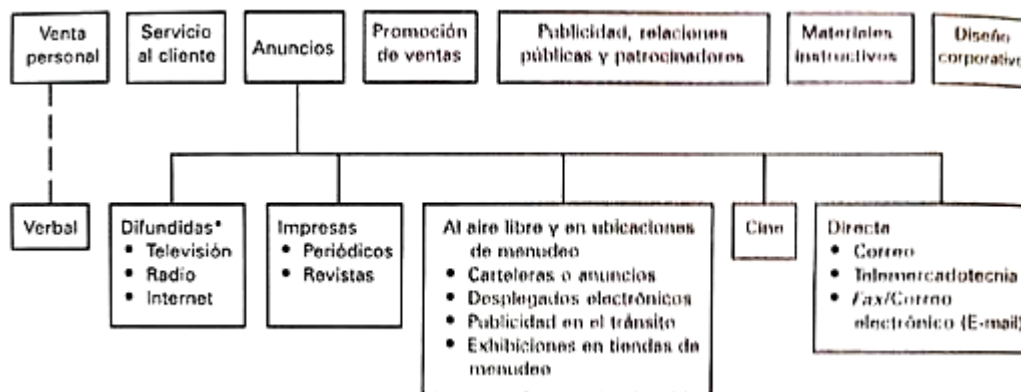 Venta
personal
Servicio
al cliente
Anuncios
Promoción
de ventas
Publicidad, relaciones
públicas y patrocinadores
Materiales
instructivos
Diseño
corporativo
Verbal
Difundidas*
• Televisión
• Radio
• Internet
Impresas
• Periódicos
• Revistas
Al aire libre y en ubicaciones
de menudeo
• Carteleras o anuncios
• Desplegados electrónicos
• Publicidad en el tránsito
• Exhibiciones en tiendas de
menudeo
Cine
Directa
• Correo
• Telemercadotecnia
• Fax/Correo
electrónico (E-mail)